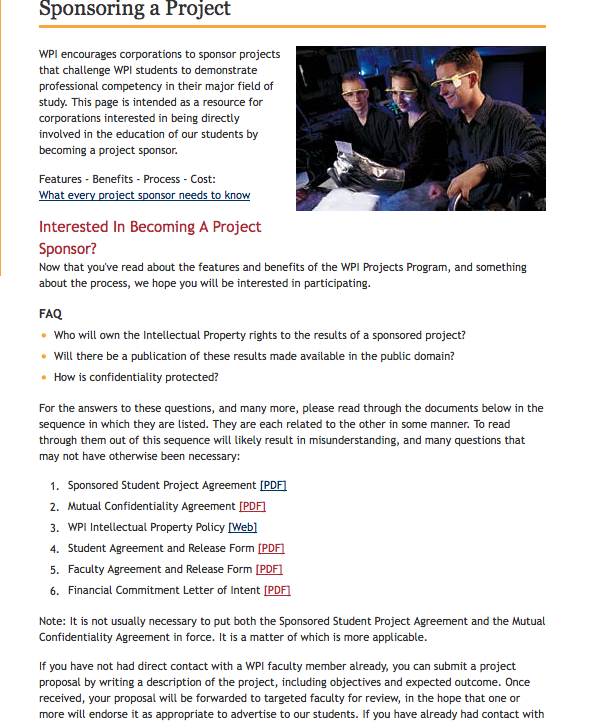 Sponsoring a Project
WPI encourages corporations to sponsor projects
that challenge WPI students to demonstrate
professional competency in their major field of
study. This page is intended as a resource for
corporations interested in being directly
involved in the education of our students by
becoming a project sponsor.
Features - Benefits - Process - Cost:
What every project sponsor needs to know
Interested In Becoming A Project
Sponsor?
Now that you've read about the features and benefits of the WPI Projects Program, and something
about the process, we hope you will be interested in participating.
FAQ
• Who will own the Intellectual Property rights to the results of a sponsored project?
• Will there be a publication of these results made available in the public domain?
• How is confidentiality protected?
For the answers to these questions, and many more, please read through the documents below in the
sequence in which they are listed. They are each related to the other in some manner. To read
through them out of this sequence will likely result in misunderstanding, and many questions that
may not have otherwise been necessary:
1. Sponsored Student Project Agreement [PDF]
2. Mutual Confidentiality Agreement [PDF]
3. WPI Intellectual Property Policy [Web]
4. Student Agreement and Release Form [PDF]
5. Faculty Agreement and Release Form [PDF]
6. Financial Commitment Letter of Intent [PDF]
Note: It is not usually necessary to put both the Sponsored Student Project Agreement and the Mutual
Confidentiality Agreement in force. It is a matter of which is more applicable.
If you have not had direct contact with a WPI faculty member already, you can submit a project
proposal by writing a description of the project, including objectives and expected outcome. Once
received, your proposal will be forwarded to targeted faculty for review, in the hope that one or
more will endorse it as appropriate to advertise to our students. If you have already had contact with